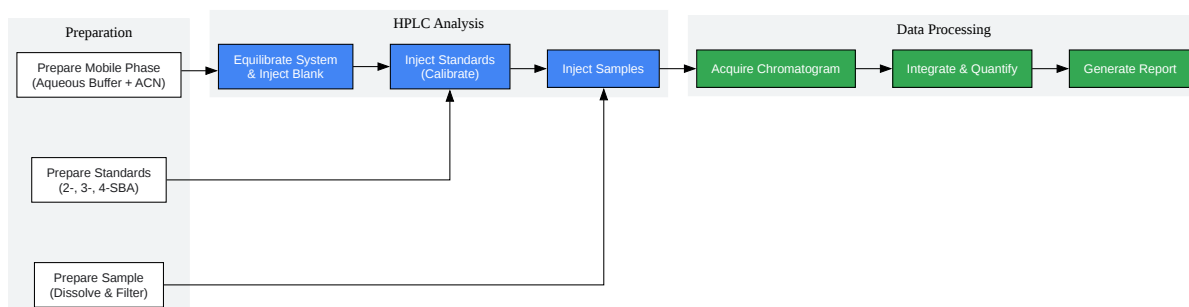 Preparation
Prepare Mobile Phase
(Aqueous Buffer + ACN)
Prepare Standards
(2-, 3-, 4-SBA)
Prepare Sample
(Dissolve & Filter)
HPLC Analysis
Equilibrate System
& Inject Blank
Inject Standards
(Calibrate)
Inject Samples
Data Processing
Acquire Chromatogram
Integrate & Quantify
Generate Report